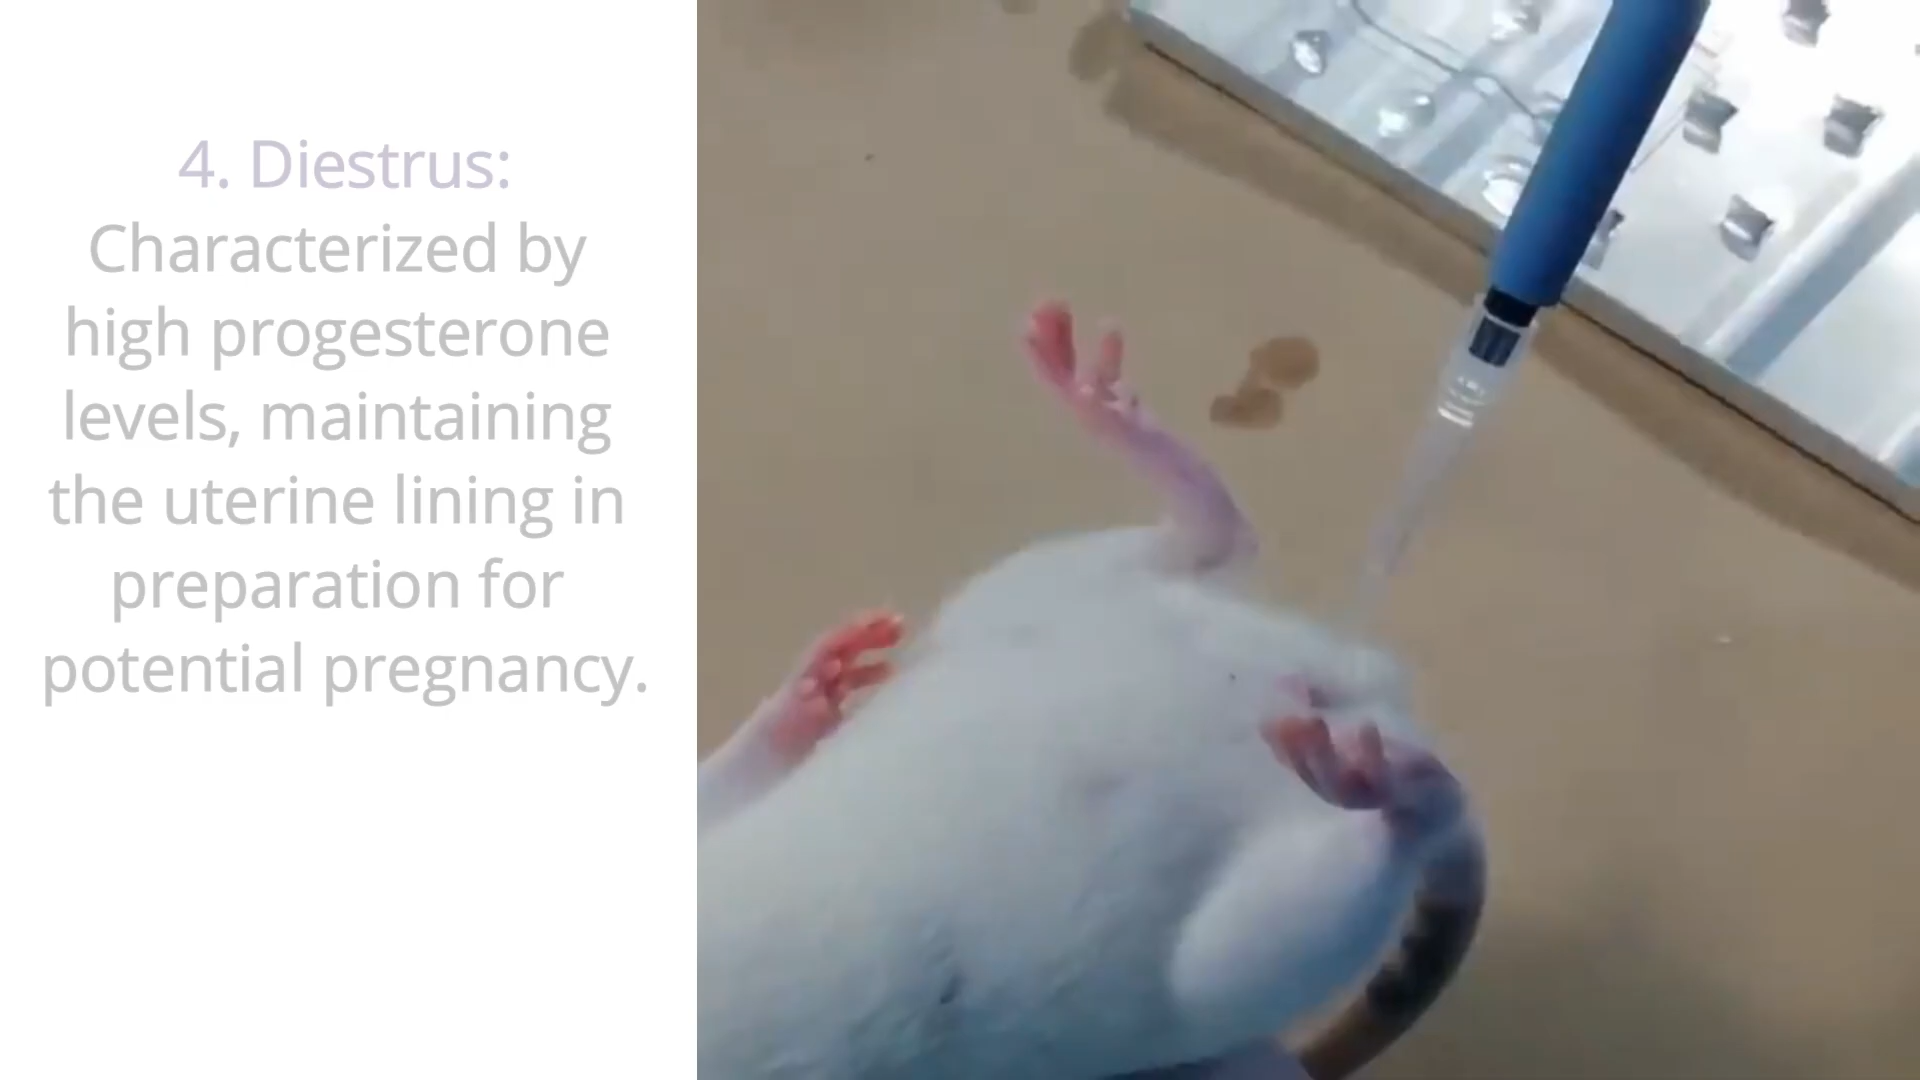 4. Diestrus:
Characterized by
high progesterone
levels, maintaining
the uterine lining in
preparation for
potential pregnancy.